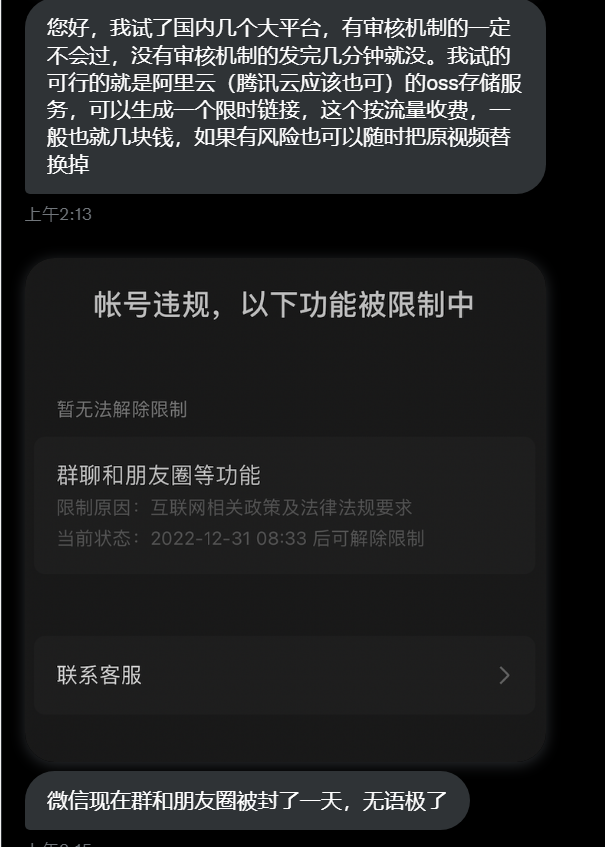 您好，我试了国内几个大平台，有审核机制的一定
不会过，没有审核机制的发完几分钟就没。我试的
可行的就是阿里云（腾讯云应该也可）的oss存储服
务，可以生成一个限时链接，这个按流量收费，一
般也就几块钱，如果有风险也可以随时把原视频替
换掉
上午2:13
帐号违规，以下功能被限制中
暂无法解除限制
群聊和朋友圈等功能
限制原因：互联网相关政策及法律法规要求
当前状态：2022-12-31 08:33 后可解除限制
联系客服
微信现在群和朋友圈被封了一天，无语极了